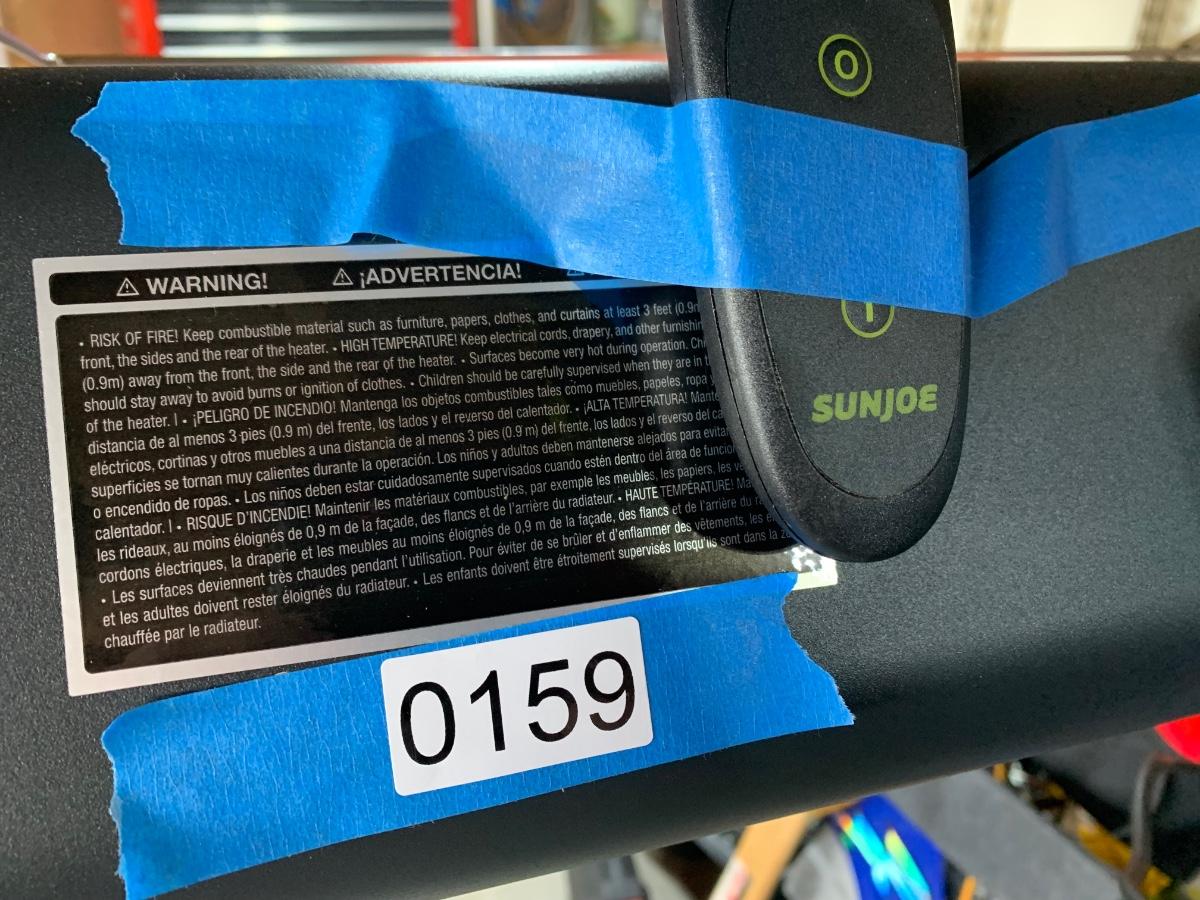 O
I
SUNJOE
WARNING! ¡ADVERTENCIA!
• RISK OF FIRE! Keep combustible material such as furniture, papers, clothes, and curtains at least 3 feet (0.9m
front, the sides and the rear of the heater. • HIGH TEMPERATURE! Keep electrical cords, drapery, and other furnishin
(0.9m) away from the front, the side and the rear of the heater. • Surfaces become very hot during operation. Chi
should stay away to avoid burns or ignition of clothes. • Children should be carefully supervised when they are in t
of the heater. | • ¡PELIGRO DE INCENDIO! Mantenga los objetos combustibles tales como muebles, papeles, ropa y
distancia de al menos 3 pies (0.9 m) del frente, los lados y el reverso del calentador. • ¡ALTA TEMPERATURA! Mante
eléctricos, cortinas y otros muebles a una distancia de al menos 3 pies (0.9 m) del frente, los lados y el reverso del ca
superficies se tornan muy calientes durante la operación. Los niños y adultos deben mantenerse alejados para evitar
o encendido de ropas. • Los niños deben estar cuidadosamente supervisados cuando estén dentro del área de funcio
calentador. | • RISQUE D'INCENDIE! Maintenir les matériaux combustibles, par exemple les meubles, les papiers, les ve
les rideaux, au moins éloignés de 0,9 m de la façade, des flancs et de l'arrière du radiateur. • HAUTE TEMPÉRATURE! Ma
cordons électriques, la draperie et les meubles au moins éloignés de 0,9 m de la façade, des flancs et de l'arrière du r
• Les surfaces deviennent très chaudes pendant l'utilisation. Pour éviter de se brûler et d'enflammer des vêtements, les e
et les adultes doivent rester éloignés du radiateur. • Les enfants doivent être étroitement supervisés lorsqu'ils sont dans la z
chauffée par le radiateur.
0159